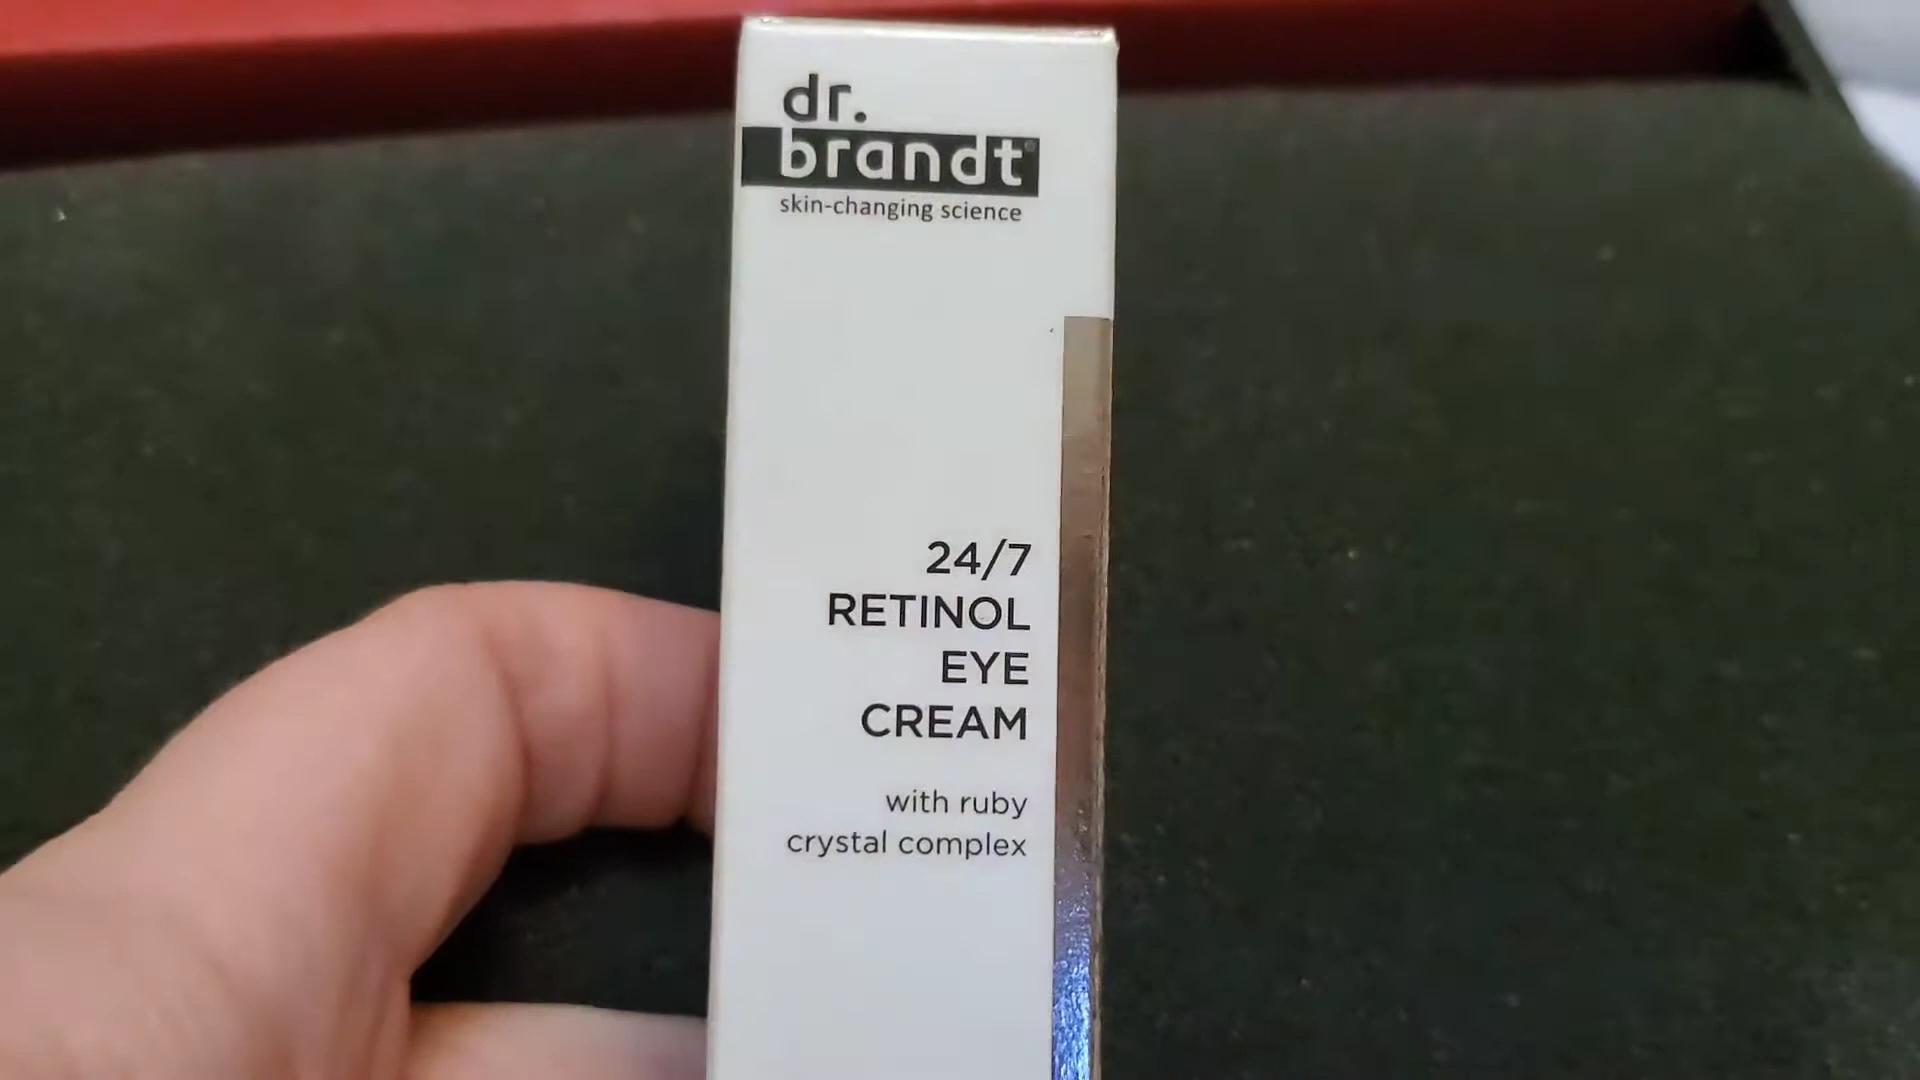 dr.
brandt®
skin-changing science
24/7
RETINOL
EYE
CREAM
with ruby
crystal complex